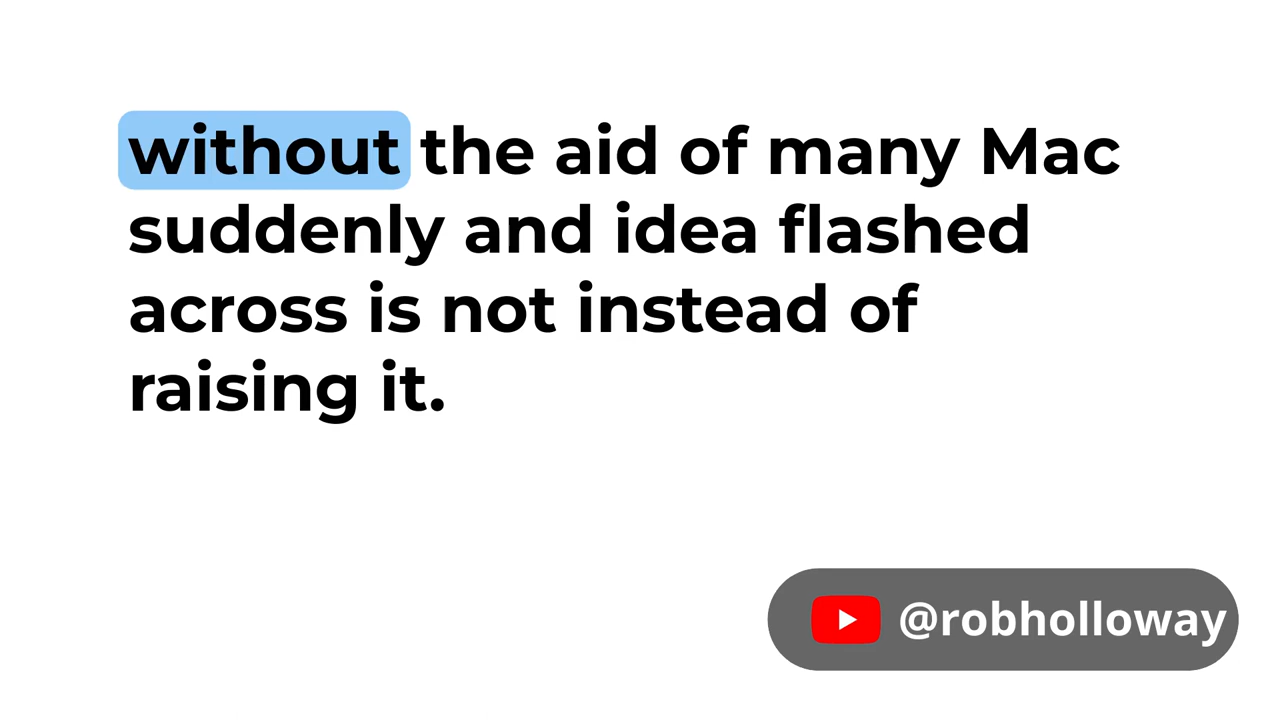 without the aid of many Mac
suddenly and idea flashed
across is not instead of
raising it.
@robholloway